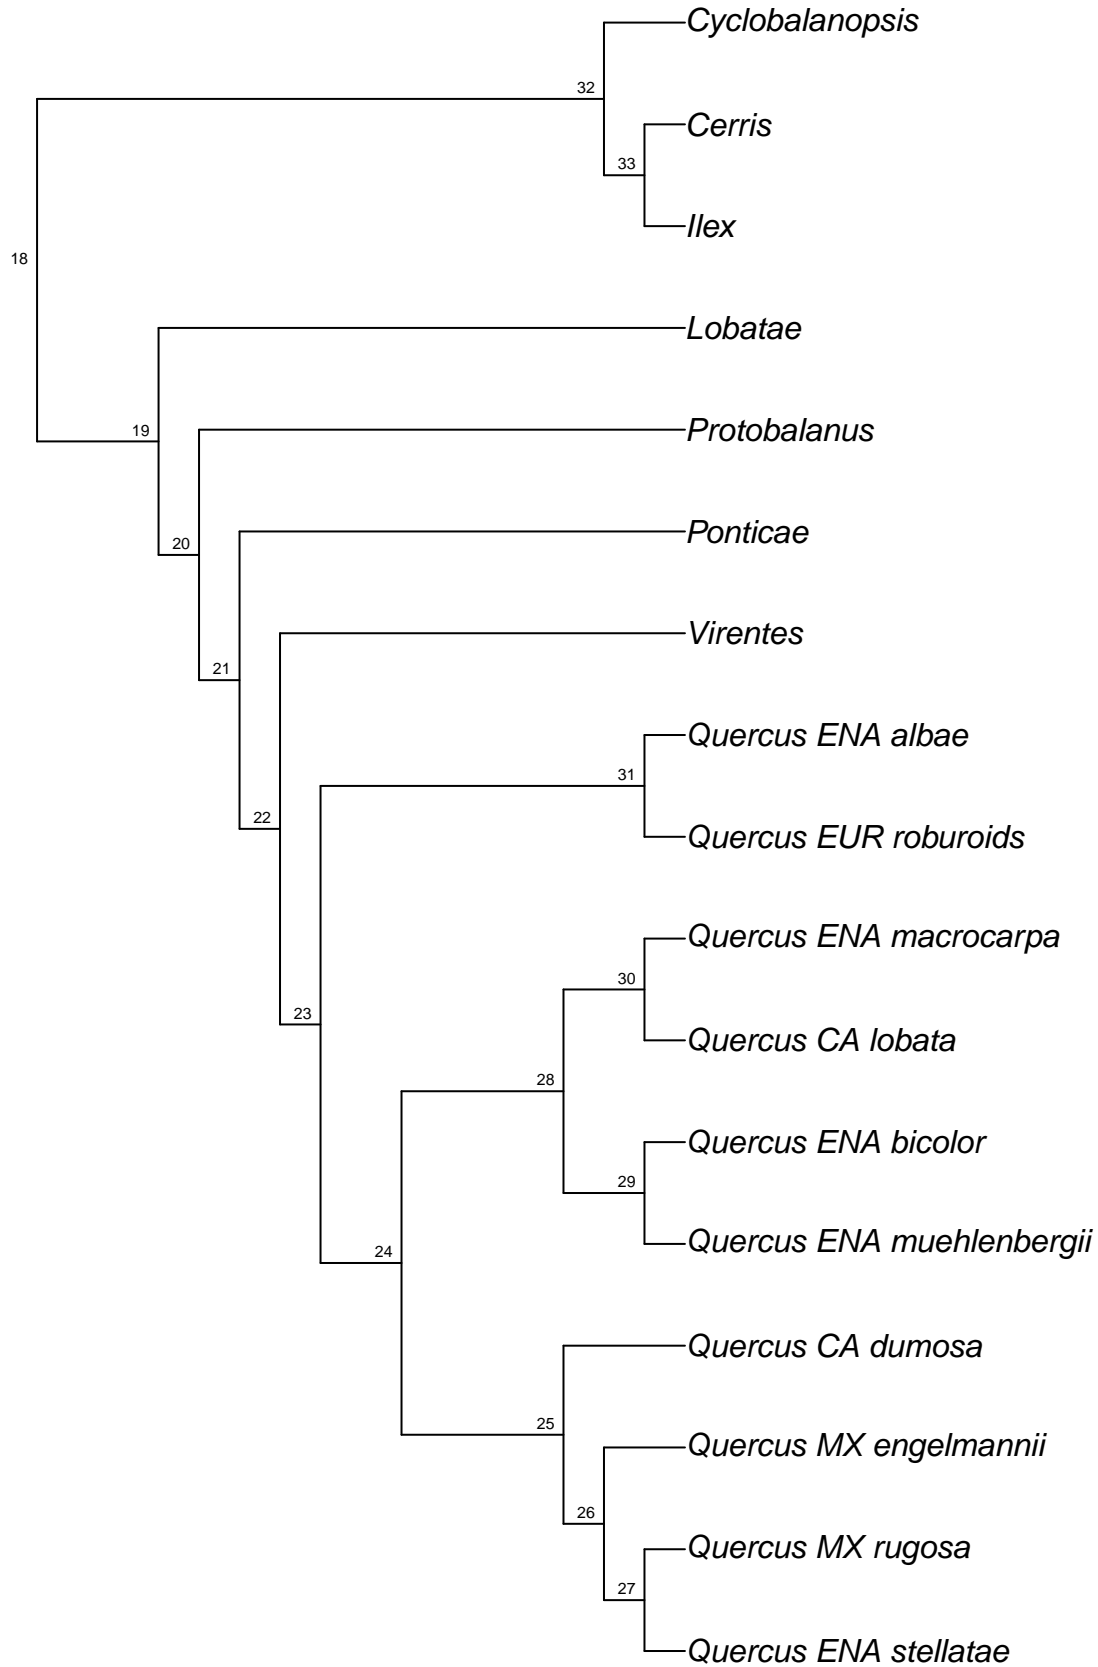 Cyclobalanopsis
32
Cerris
33
Ilex
18
Lobatae
19
Protobalanus
20
Ponticae
21
Virentes
22
Quercus ENA albae
31
Quercus EUR roburoids
23
Quercus ENA macrocarpa
30
Quercus CA lobata
28
Quercus ENA bicolor
29
Quercus ENA muehlenbergii
24
Quercus CA dumosa
25
Quercus MX engelmannii
26
Quercus MX rugosa
27
Quercus ENA stellatae